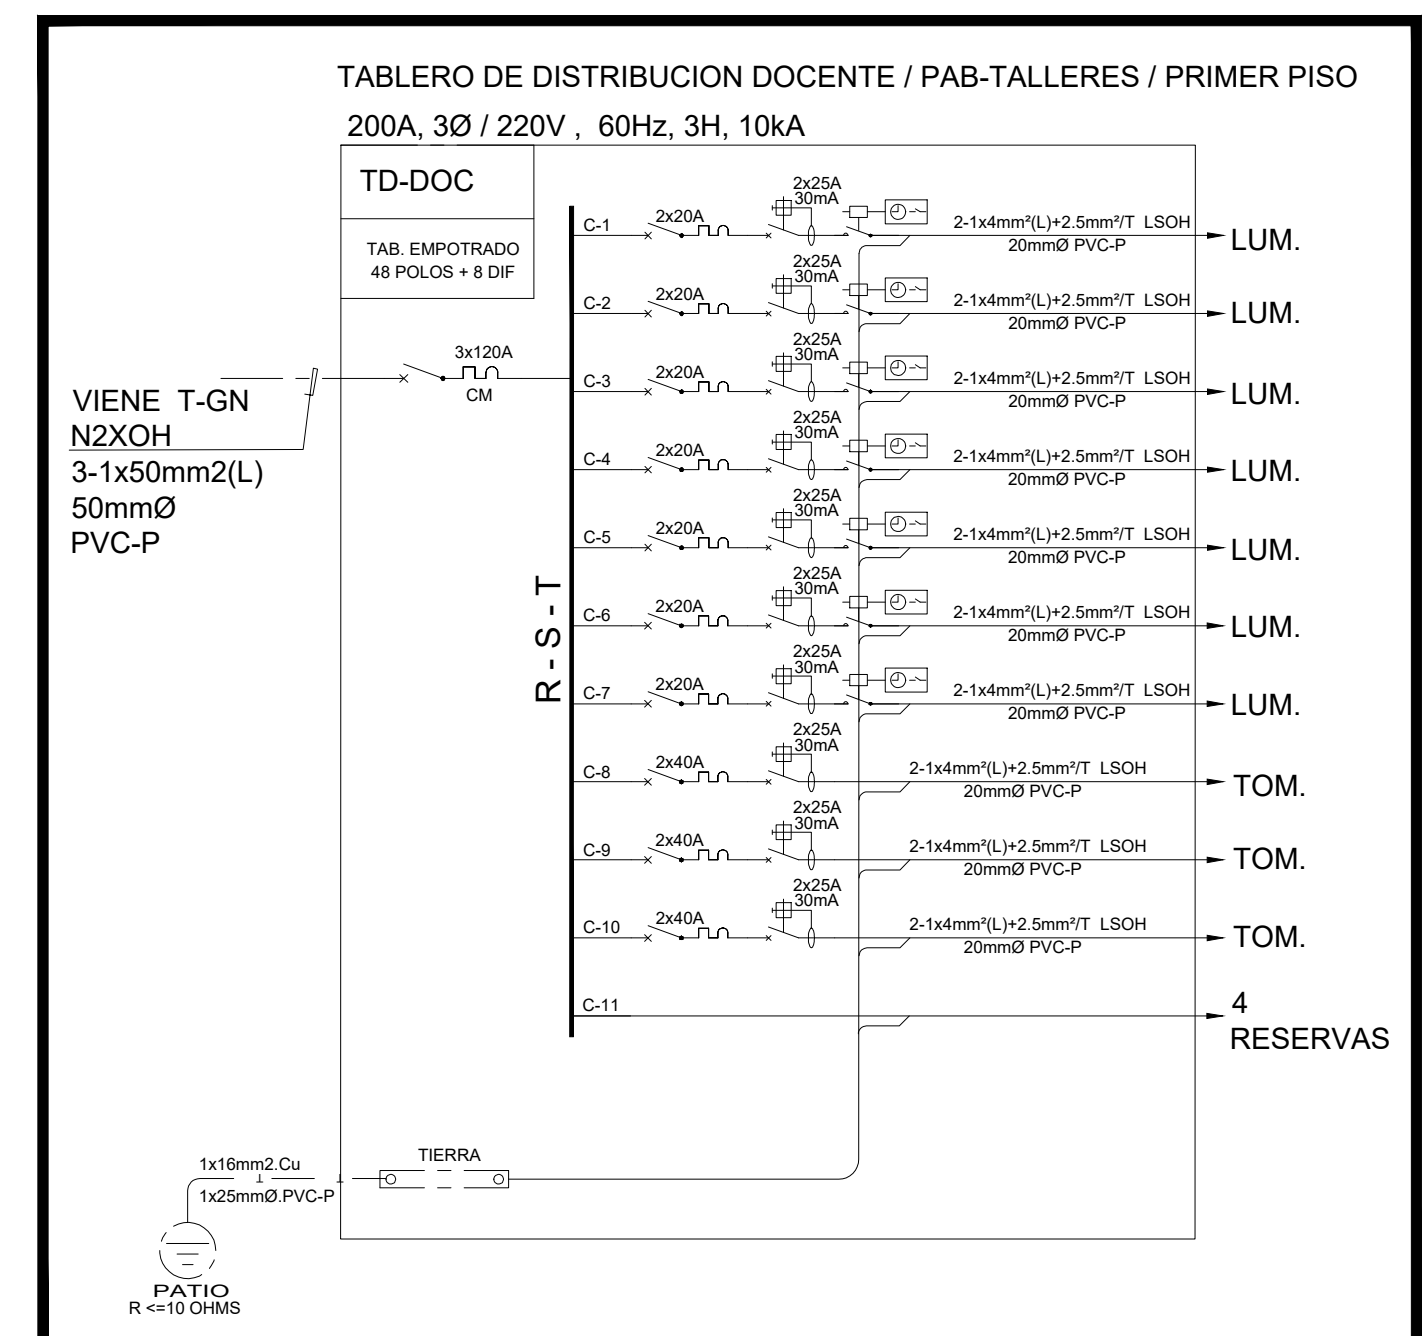 TABLERO DE DISTRIBUCION DOCENTE / PAB-TALLERES / PRIMER PISO
200A, 3Ø / 220V , 60Hz, 3H, 10kA
TD-DOC
TAB. EMPOTRADO
48 POLOS + 8 DIF
3x120A
CM
VIENE T-GN
N2XOH
3-1x50mm2(L)
50mmØ
PVC-P
R - S - T
C-1
2x20A
2x25A
30mA
2-1x4mm²(L)+2.5mm²/T LSOH
20mmØ PVC-P
LUM.
C-2
2x20A
2x25A
30mA
2-1x4mm²(L)+2.5mm²/T LSOH
20mmØ PVC-P
LUM.
C-3
2x20A
2x25A
30mA
2-1x4mm²(L)+2.5mm²/T LSOH
20mmØ PVC-P
LUM.
C-4
2x20A
2x25A
30mA
2-1x4mm²(L)+2.5mm²/T LSOH
20mmØ PVC-P
LUM.
C-5
2x20A
2x25A
30mA
2-1x4mm²(L)+2.5mm²/T LSOH
20mmØ PVC-P
LUM.
C-6
2x20A
2x25A
30mA
2-1x4mm²(L)+2.5mm²/T LSOH
20mmØ PVC-P
LUM.
C-7
2x20A
2x25A
30mA
2-1x4mm²(L)+2.5mm²/T LSOH
20mmØ PVC-P
LUM.
C-8
2x40A
2x25A
30mA
2-1x4mm²(L)+2.5mm²/T LSOH
20mmØ PVC-P
TOM.
C-9
2x40A
2x25A
30mA
2-1x4mm²(L)+2.5mm²/T LSOH
20mmØ PVC-P
TOM.
C-10
2x40A
2x25A
30mA
2-1x4mm²(L)+2.5mm²/T LSOH
20mmØ PVC-P
TOM.
C-11
4
RESERVAS
TIERRA
1x16mm2.Cu
1x25mmØ.PVC-P
PATIO
R <=10 OHMS